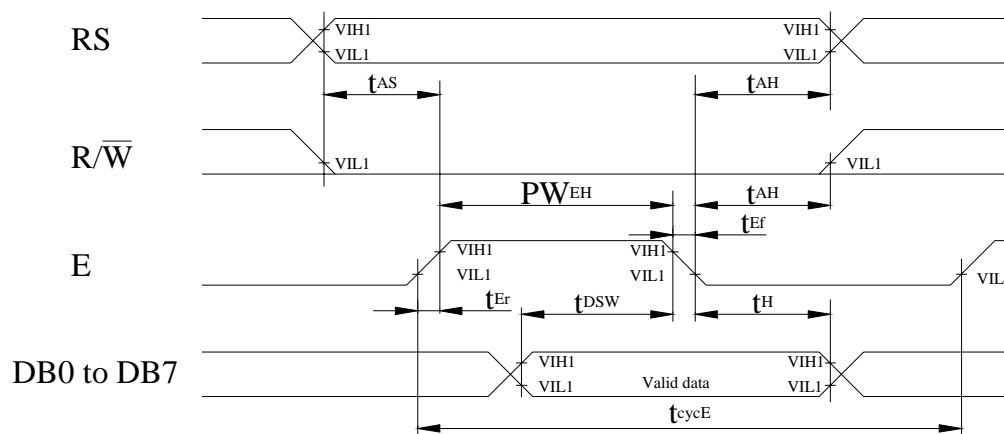 RS
VIH1
VIL1
VIH1
VIL1
tAS
tAH
R/W̅
VIL1
VIL1
PWEH
tAH
tEf
E
VIH1
VIL1
VIH1
VIL1
VIL
tEr
tDSW
tH
DB0 to DB7
VIH1
VIL1
Valid data
VIH1
VIL1
tcycE